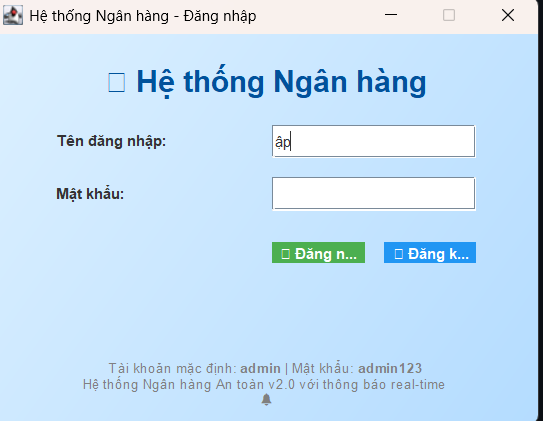 Hệ thống Ngân hàng - Đăng nhập
Hệ thống Ngân hàng
Tên đăng nhập:
ập
Mật khẩu:
Đăng n... Đăng k...
Tài khoản mặc định: admin | Mật khẩu: admin123
Hệ thống Ngân hàng An toàn v2.0 với thông báo real-time